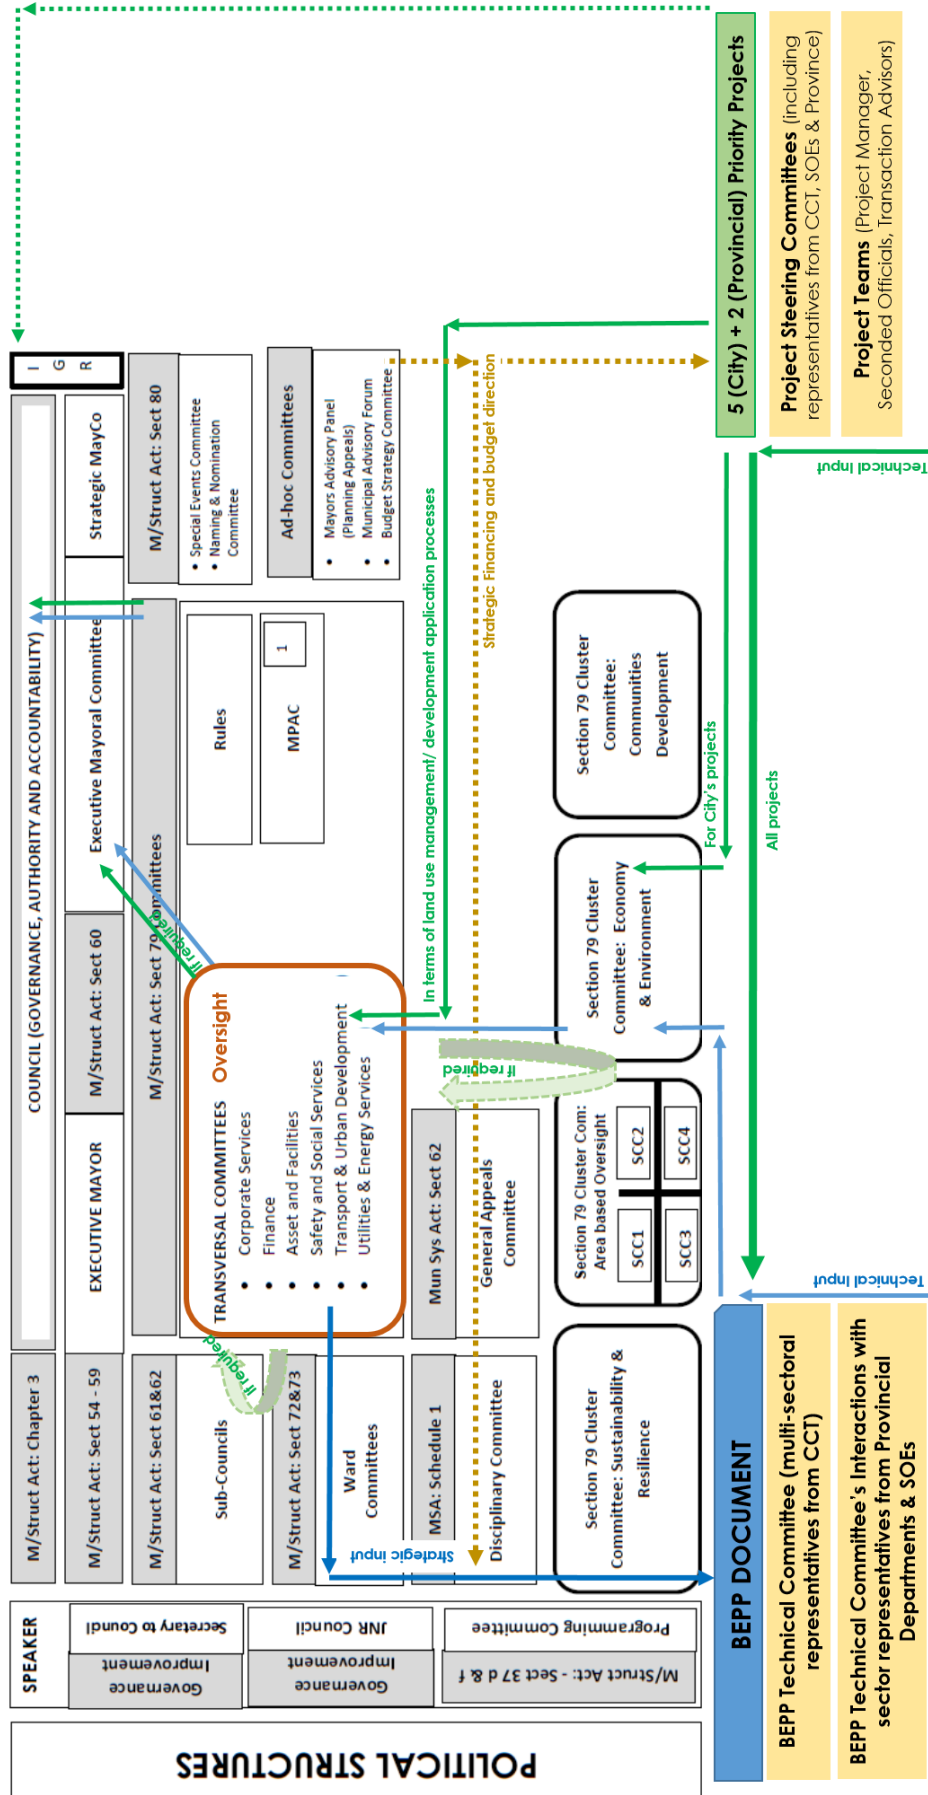 POLITICAL STRUCTURES
SPEAKER
Governance
Improvement
Secretary to Council
Governance
Improvement
JNR Council
M/Struct Act: - Sect 37 d & f
Programming Committee
M/Struct Act: Chapter 3
COUNCIL (GOVERNANCE, AUTHORITY AND ACCOUNTABILITY)
I
G
R
M/Struct Act: Sect 54 - 59
EXECUTIVE MAYOR
M/Struct Act: Sect 60
Executive Mayoral Committee
Strategic MayCo
M/Struct Act: Sect 61&62
M/Struct Act: Sect 79 Committees
M/Struct Act: Sect 80
Sub-Councils
If required
If required
• Special Events Committee
• Naming & Nomination
Committee
TRANSVERSAL COMMITTEES Oversight
• Corporate Services
• Finance
• Asset and Facilities
• Safety and Social Services
• Transport & Urban Development
• Utilities & Energy Services
Rules
MPAC
1
M/Struct Act: Sect 72&73
Ward
Committees
Ad-hoc Committees
• Mayors Advisory Panel
(Planning Appeals)
• Municipal Advisory Forum
• Budget Strategy Committee
MSA: Schedule 1
Disciplinary Committee
Strategic input
Mun Sys Act: Sect 62
General Appeals
Committee
If required
In terms of land use management/ development application processes
Strategic Financing and budget direction
Section 79 Cluster
Committee: Sustainability &
Resilience
Section 79 Cluster Com:
Area based Oversight
SCC1
SCC2
SCC3
SCC4
Section 79 Cluster
Committee: Economy
& Environment
Section 79 Cluster
Committee:
Communities
Development
For City's projects
All projects
BEPP DOCUMENT
BEPP Technical Committee (multi-sectoral
representatives from CCT)
BEPP Technical Committee's Interactions with
sector representatives from Provincial
Departments & SOEs
Technical Input
Technical Input
5 (City) + 2 (Provincial) Priority Projects
Project Steering Committees (including
representatives from CCT, SOEs & Province)
Project Teams (Project Manager,
Seconded Officials, Transaction Advisors)